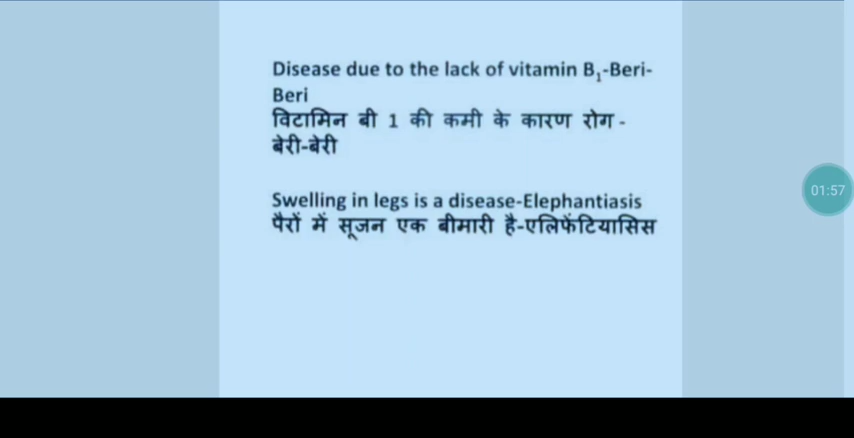 Disease due to the lack of vitamin B₁-Beri-
Beri
विटामिन बी 1 की कमी के कारण रोग -
बेरी-बेरी
Swelling in legs is a disease-Elephantiasis
पैरों में सूजन एक बीमारी है-एलिफेंटियासिस
01:57